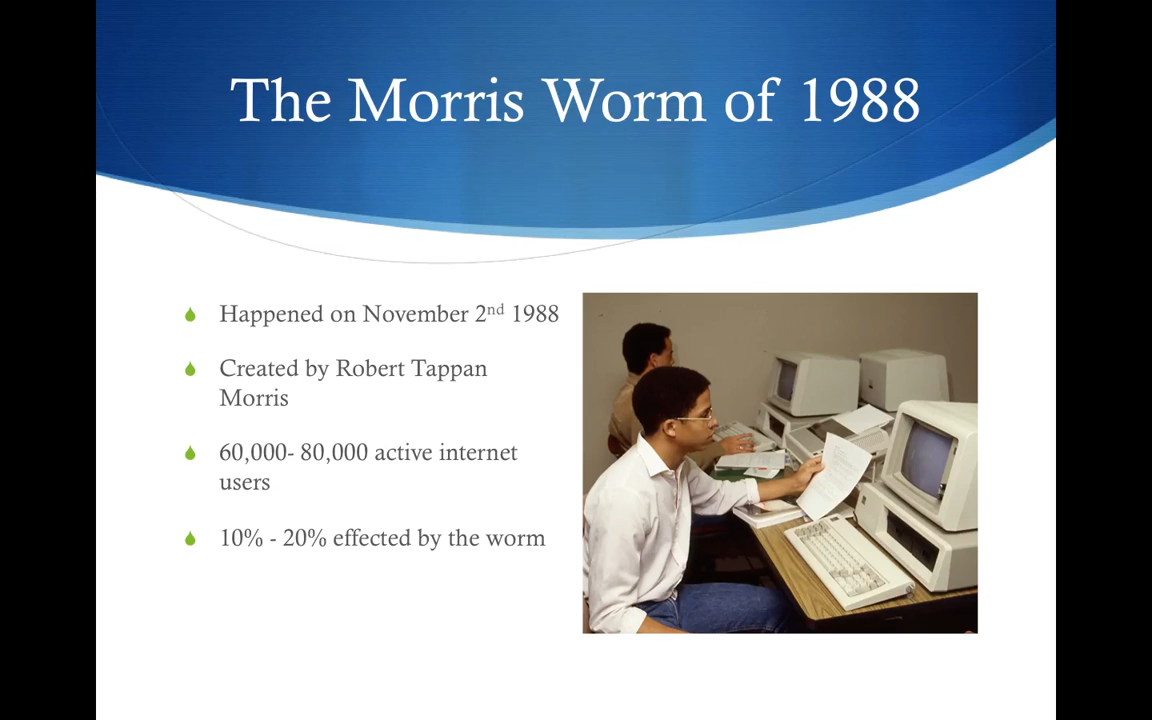 The Morris Worm of 1988
Happened on November 2nd 1988
Created by Robert Tappan
Morris
60,000- 80,000 active internet
users
10% - 20% effected by the worm